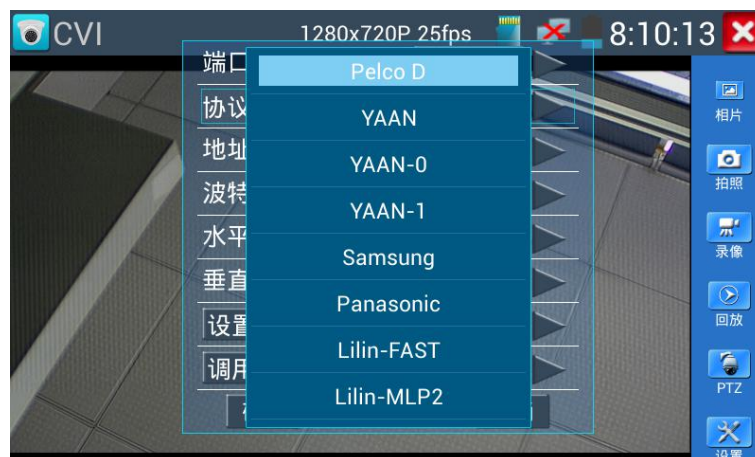 CVI
1280x720P 25fps
8:10:13
端口
协议
地址
波特
水平
垂直
设置
调用
Pelco D
YAAN
YAAN-0
YAAN-1
Samsung
Panasonic
Lilin-FAST
Lilin-MLP2
相片
拍照
录像
回放
PTZ
设置